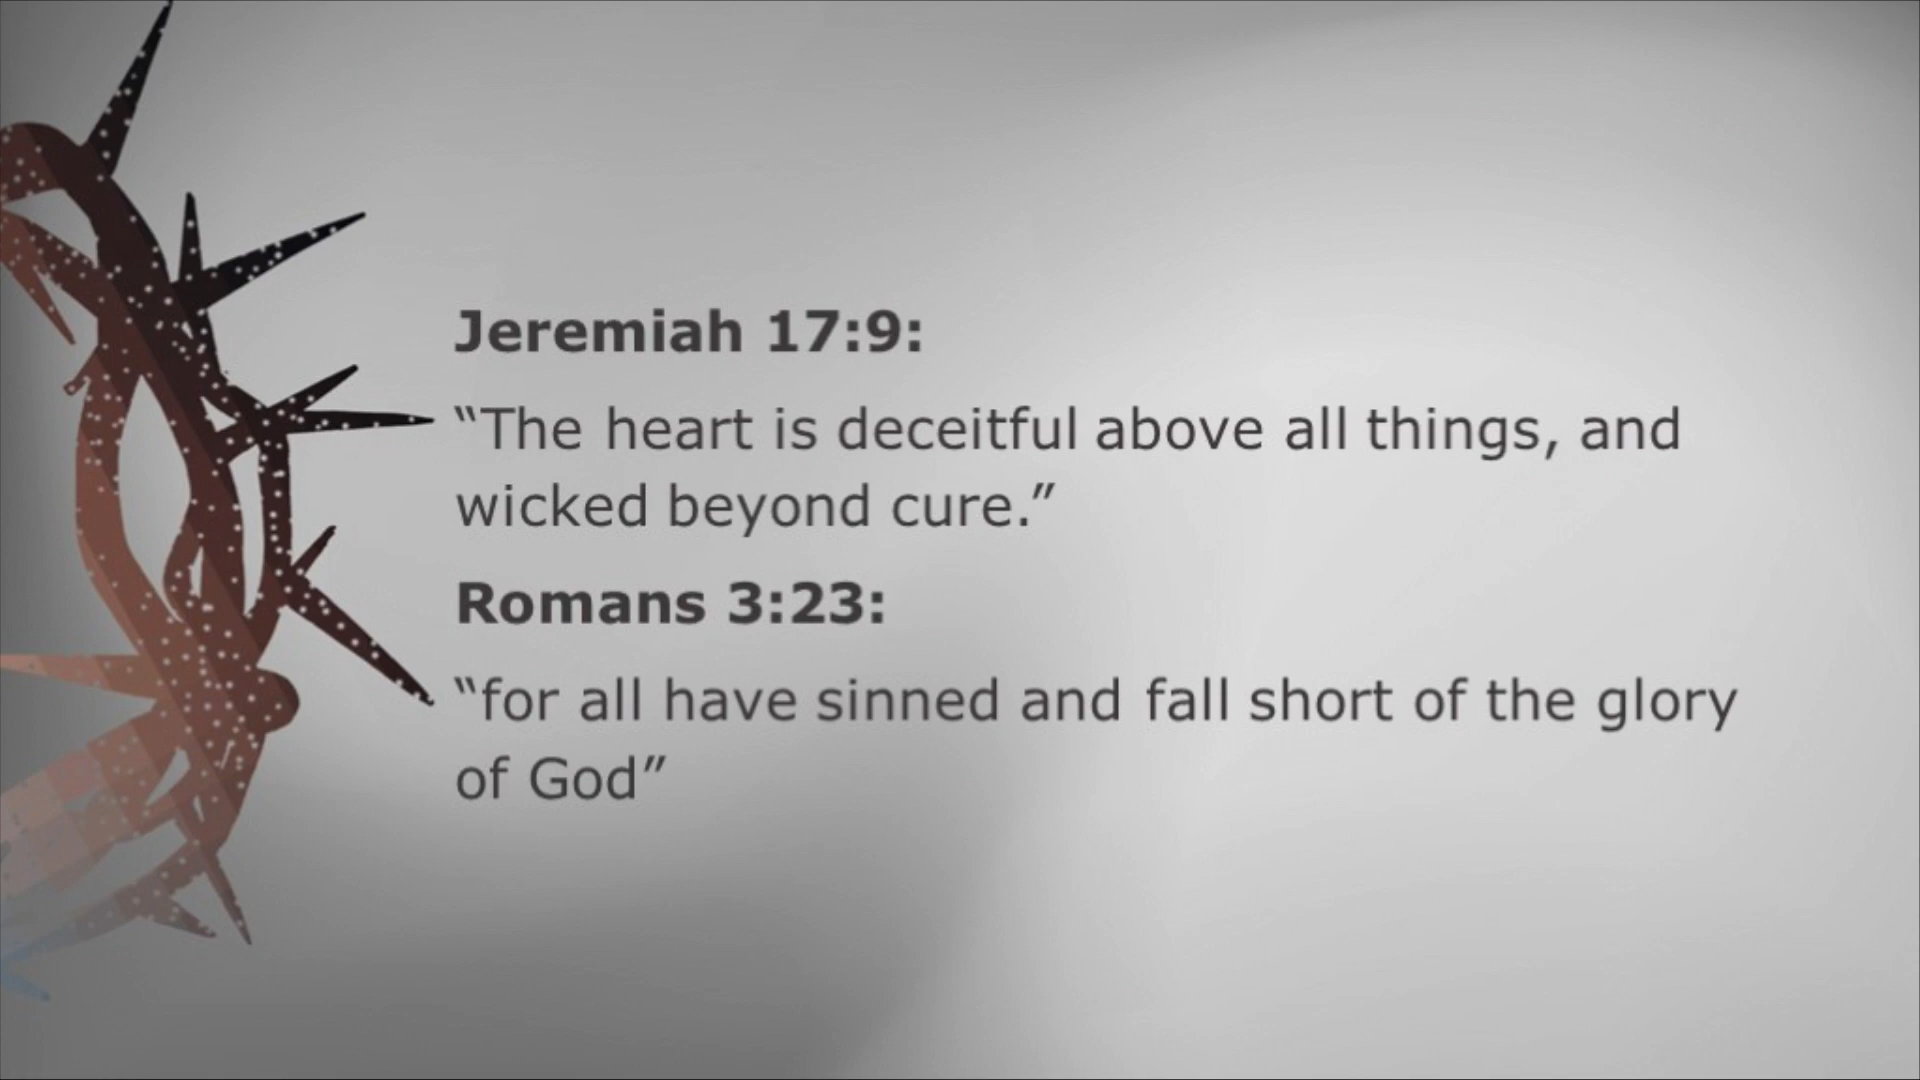 Jeremiah 17:9:
“The heart is deceitful above all things, and
wicked beyond cure.”
Romans 3:23:
“for all have sinned and fall short of the glory
of God”